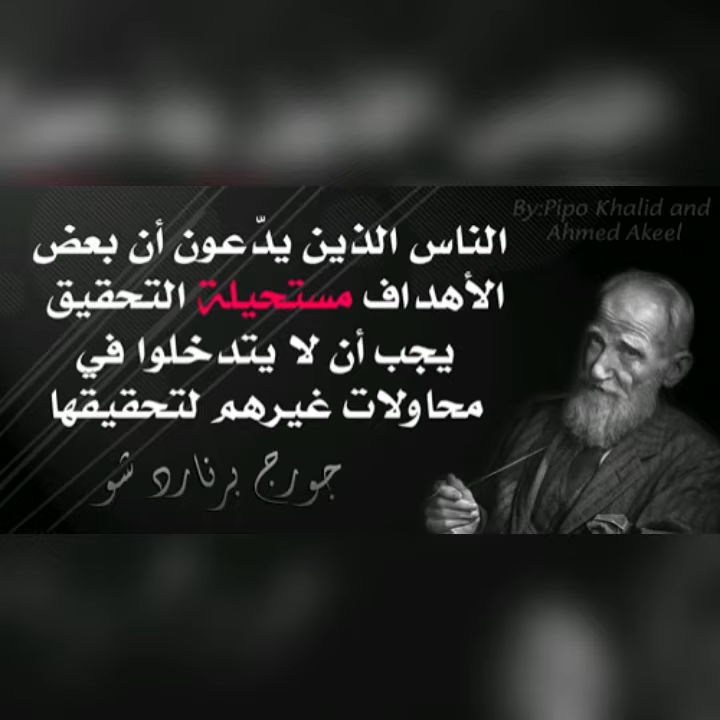 By:Pipo Khalid and
Ahmed Akeel
الناس الذين يدّعون أن بعض
الأهداف مستحيلة التحقيق
يجب أن لا يتدخلوا في
محاولات غيرهم لتحقيقها
جورج برنارد شو